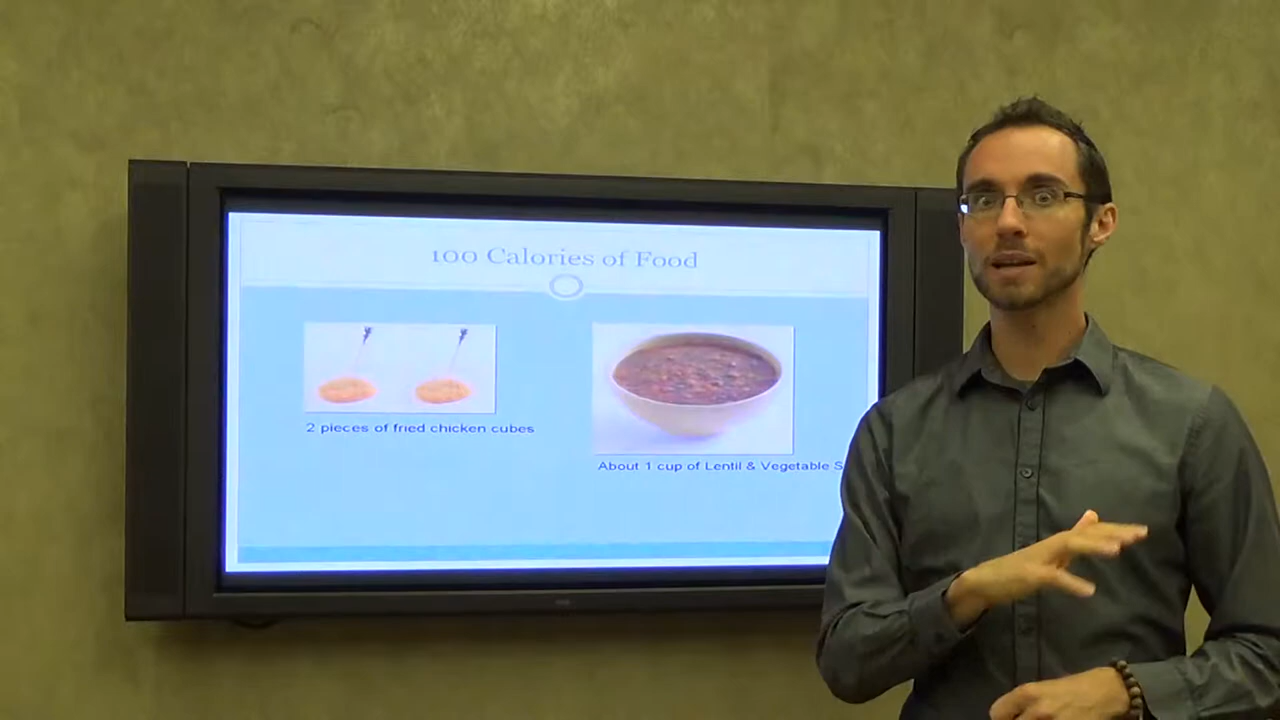 100 Calories of Food
2 pieces of fried chicken cubes
About 1 cup of Lentil & Vegetable S